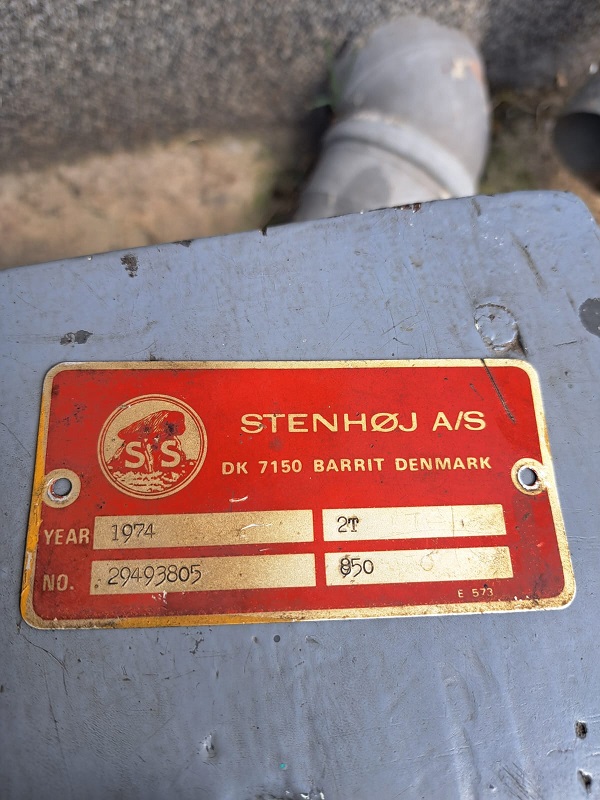 SS
STENHØJ A/S
DK 7150 BARRIT DENMARK
YEAR 1974 2T
NO. 29493805 850
E 573